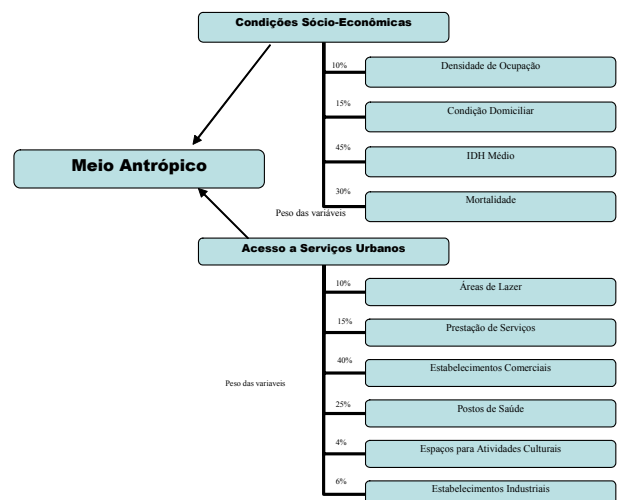 Condições Sócio-Econômicas
10%
Densidade de Ocupação
15%
Condição Domiciliar
45%
IDH Médio
Meio Antrópico
30%
Mortalidade
Peso das variáveis
Acesso a Serviços Urbanos
10%
Áreas de Lazer
15%
Prestação de Serviços
40%
Estabelecimentos Comerciais
Peso das variaveis
25%
Postos de Saúde
4%
Espaços para Atividades Culturais
6%
Estabelecimentos Industriais